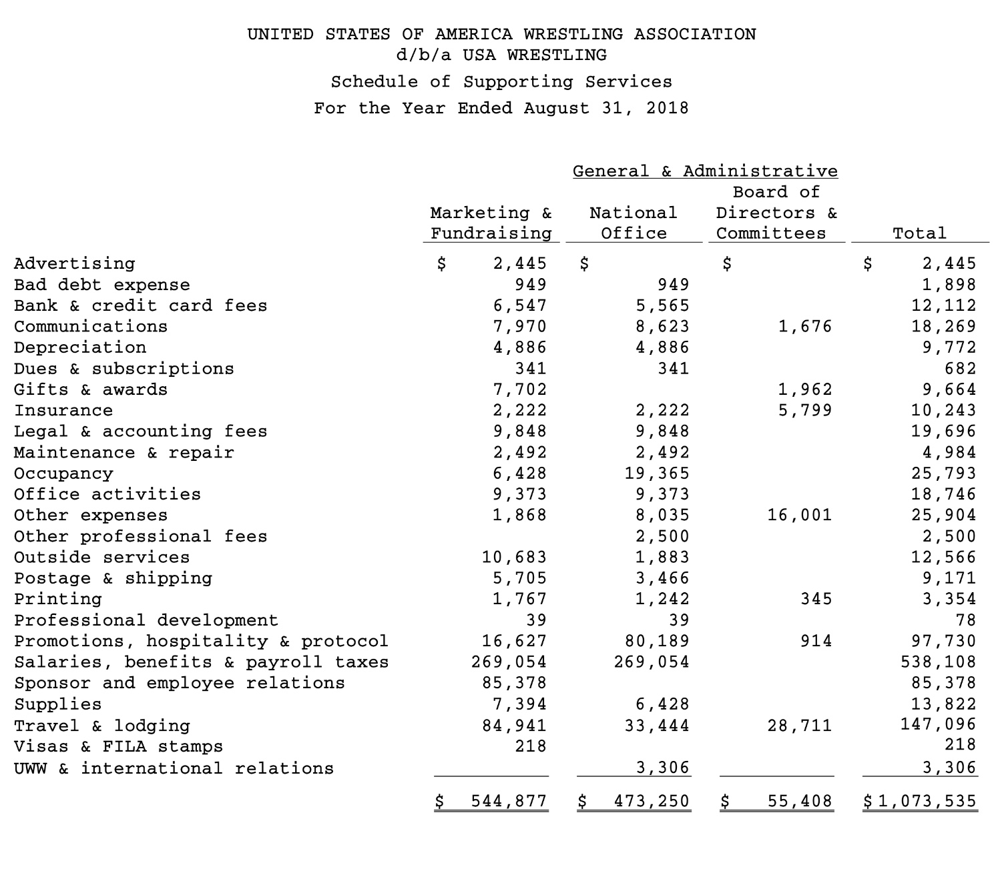 UNITED STATES OF AMERICA WRESTLING ASSOCIATION
d/b/a USA WRESTLING
Schedule of Supporting Services
For the Year Ended August 31, 2018
General & Administrative
Board of
Marketing & National Directors &
Fundraising Office Committees Total
Advertising $ 2,445 $ $ $ 2,445
Bad debt expense 949 949 1,898
Bank & credit card fees 6,547 5,565 12,112
Communications 7,970 8,623 1,676 18,269
Depreciation 4,886 4,886 9,772
Dues & subscriptions 341 341 682
Gifts & awards 7,702 1,962 9,664
Insurance 2,222 2,222 5,799 10,243
Legal & accounting fees 9,848 9,848 19,696
Maintenance & repair 2,492 2,492 4,984
Occupancy 6,428 19,365 25,793
Office activities 9,373 9,373 18,746
Other expenses 1,868 8,035 16,001 25,904
Other professional fees 2,500 2,500
Outside services 10,683 1,883 12,566
Postage & shipping 5,705 3,466 9,171
Printing 1,767 1,242 345 3,354
Professional development 39 39 78
Promotions, hospitality & protocol 16,627 80,189 914 97,730
Salaries, benefits & payroll taxes 269,054 269,054 538,108
Sponsor and employee relations 85,378 85,378
Supplies 7,394 6,428 13,822
Travel & lodging 84,941 33,444 28,711 147,096
Visas & FILA stamps 218 218
UWW & international relations 3,306 3,306
$ 544,877 $ 473,250 $ 55,408 $ 1,073,535